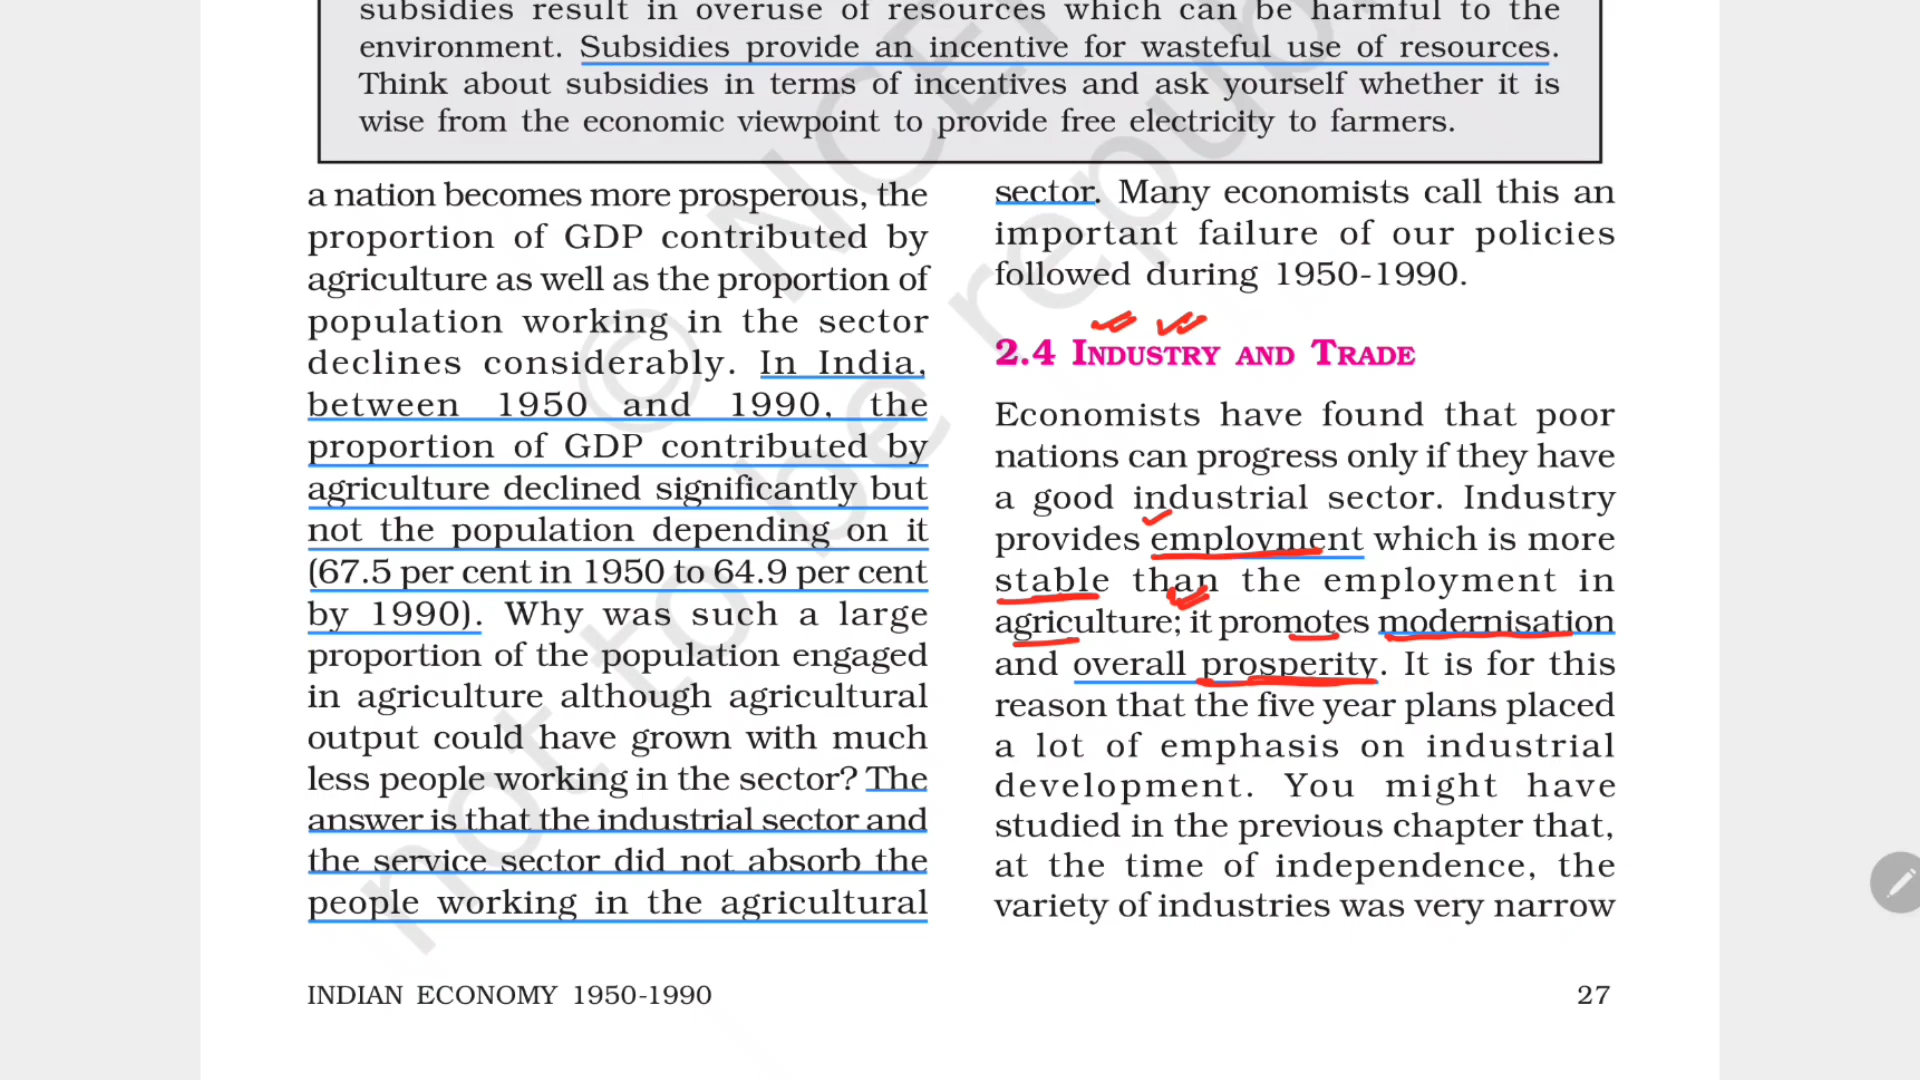 subsidies result in overuse of resources which can be harmful to the
environment. Subsidies provide an incentive for wasteful use of resources.
Think about subsidies in terms of incentives and ask yourself whether it is
wise from the economic viewpoint to provide free electricity to farmers.
a nation becomes more prosperous, the
proportion of GDP contributed by
agriculture as well as the proportion of
population working in the sector
declines considerably. In India,
between 1950 and 1990, the
proportion of GDP contributed by
agriculture declined significantly but
not the population depending on it
(67.5 per cent in 1950 to 64.9 per cent
by 1990). Why was such a large
proportion of the population engaged
in agriculture although agricultural
output could have grown with much
less people working in the sector? The
answer is that the industrial sector and
the service sector did not absorb the
people working in the agricultural
sector. Many economists call this an
important failure of our policies
followed during 1950-1990.
2.4 INDUSTRY AND TRADE
Economists have found that poor
nations can progress only if they have
a good industrial sector. Industry
provides employment which is more
stable than the employment in
agriculture; it promotes modernisation
and overall prosperity. It is for this
reason that the five year plans placed
a lot of emphasis on industrial
development. You might have
studied in the previous chapter that,
at the time of independence, the
variety of industries was very narrow
INDIAN ECONOMY 1950-1990
27
© NCE
not to be repub